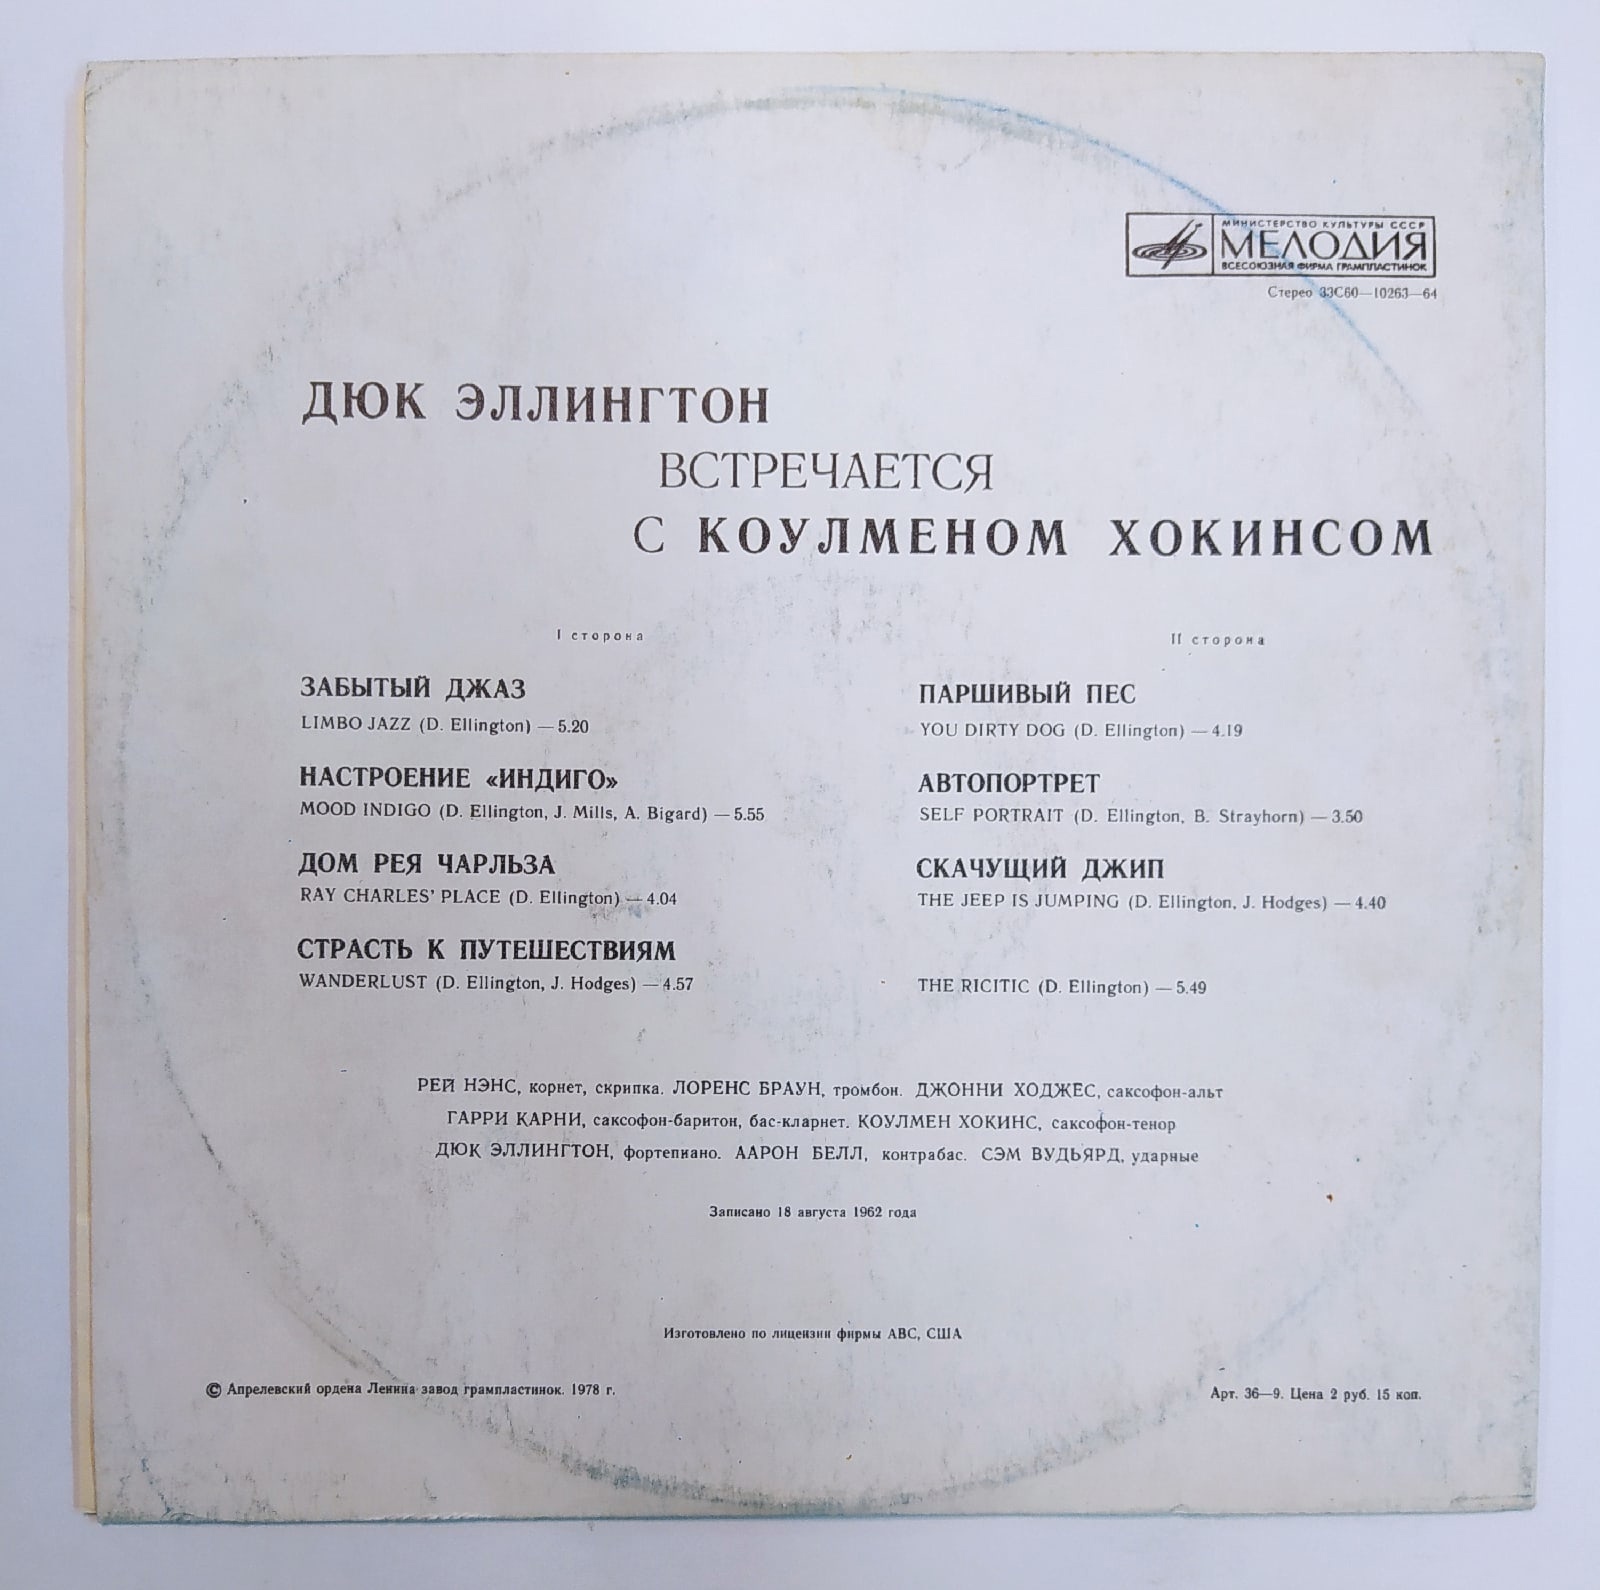 МИНИСТЕРСТВО КУЛЬТУРЫ СССР
МЕЛОДИЯ
ВСЕСОЮЗНАЯ ФИРМА ГРАМПЛАСТИНОК
Стерео 33С60—10263—64
ДЮК ЭЛЛИНГТОН
ВСТРЕЧАЕТСЯ
С КОУЛМЕНОМ ХОКИНСОМ
I сторона
ЗАБЫТЫЙ ДЖАЗ
LIMBO JAZZ (D. Ellington) — 5.20
НАСТРОЕНИЕ «ИНДИГО»
MOOD INDIGO (D. Ellington, J. Mills, A. Bigard) — 5.55
ДОМ РЕЯ ЧАРЛЬЗА
RAY CHARLES' PLACE (D. Ellington) — 4.04
СТРАСТЬ К ПУТЕШЕСТВИЯМ
WANDERLUST (D. Ellington, J. Hodges) — 4.57
II сторона
ПАРШИВЫЙ ПЕС
YOU DIRTY DOG (D. Ellington) — 4.19
АВТОПОРТРЕТ
SELF PORTRAIT (D. Ellington, B. Strayhorn) — 3.50
СКАЧУЩИЙ ДЖИП
THE JEEP IS JUMPING (D. Ellington, J. Hodges) — 4.40
THE RICITIC (D. Ellington) — 5.49
РЕЙ НЭНС, корнет, скрипка. ЛОРЕНС БРАУН, тромбон. ДЖОННИ ХОДЖЕС, саксофон-альт
ГАРРИ КАРНИ, саксофон-баритон, бас-кларнет. КОУЛМЕН ХОКИНС, саксофон-тенор
ДЮК ЭЛЛИНГТОН, фортепиано. ААРОН БЕЛЛ, контрабас. СЭМ ВУДЬЯРД, ударные
Записано 18 августа 1962 года
Изготовлено по лицензии фирмы ABC, США
© Апрелевский ордена Ленина завод грампластинок. 1978 г.
Арт. 36—9. Цена 2 руб. 15 коп.